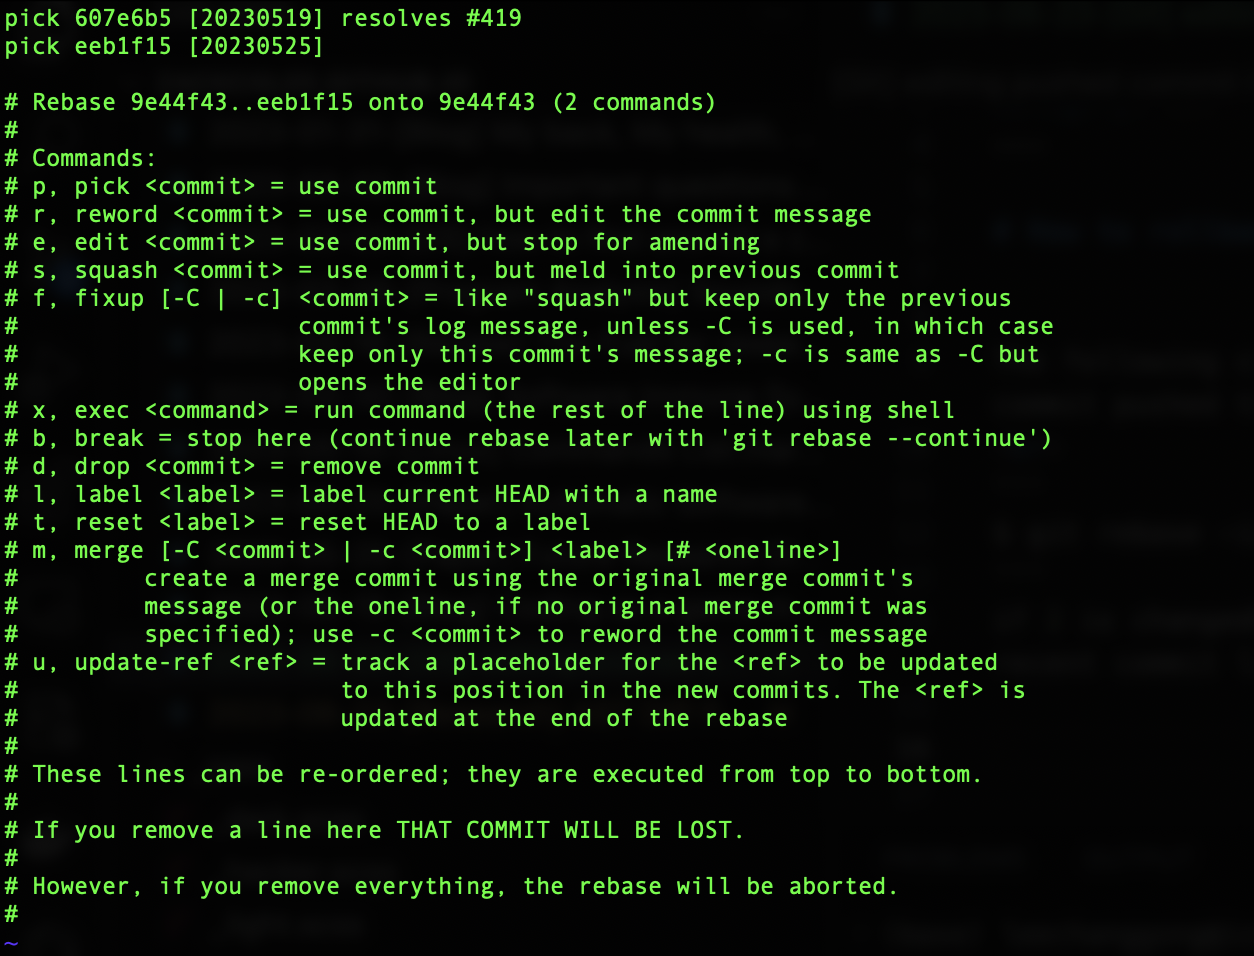 pick 607e6b5 [20230519] resolves #419
pick eeb1f15 [20230525]
# Rebase 9e44f43..eeb1f15 onto 9e44f43 (2 commands)
#
# Commands:
# p, pick <commit> = use commit
# r, reword <commit> = use commit, but edit the commit message
# e, edit <commit> = use commit, but stop for amending
# s, squash <commit> = use commit, but meld into previous commit
# f, fixup [-C | -c] <commit> = like "squash" but keep only the previous
#                    commit's log message, unless -C is used, in which case
#                    keep only this commit's message; -c is same as -C but
#                    opens the editor
# x, exec <command> = run command (the rest of the line) using shell
# b, break = stop here (continue rebase later with 'git rebase --continue')
# d, drop <commit> = remove commit
# l, label <label> = label current HEAD with a name
# t, reset <label> = reset HEAD to a label
# m, merge [-C <commit> | -c <commit>] <label> [# <oneline>]
#         create a merge commit using the original merge commit's
#         message (or the oneline, if no original merge commit was
#         specified); use -c <commit> to reword the commit message
# u, update-ref <ref> = track a placeholder for the <ref> to be updated
#                       to this position in the new commits. The <ref> is
#                       updated at the end of the rebase
#
# These lines can be re-ordered; they are executed from top to bottom.
#
# If you remove a line here THAT COMMIT WILL BE LOST.
#
# However, if you remove everything, the rebase will be aborted.
#
~